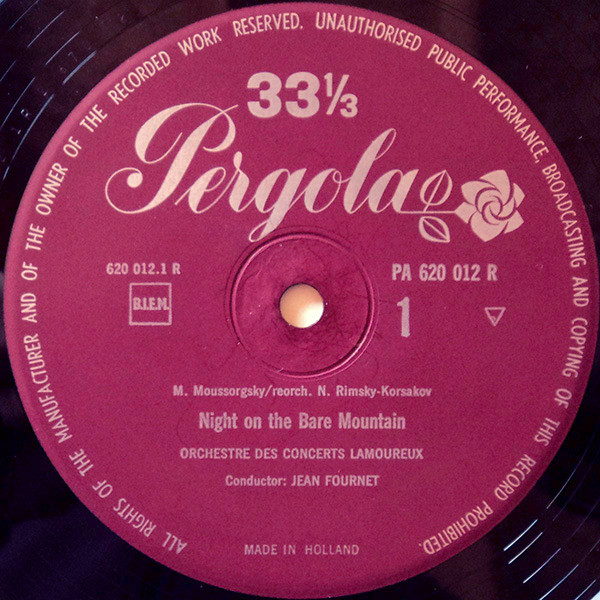 ALL RIGHTS OF THE MANUFACTURER AND OF THE OWNER OF THE RECORDED WORK RESERVED. UNAUTHORISED PUBLIC PERFORMANCE, BROADCASTING AND COPYING OF THIS RECORD PROHIBITED.
33⅓
Pergola
620 012.1 R
PA 620 012 R
B.I.E.M.
1
M. Moussorgsky/reorch. N. Rimsky-Korsakov
Night on the Bare Mountain
ORCHESTRE DES CONCERTS LAMOUREUX
Conductor: JEAN FOURNET
MADE IN HOLLAND